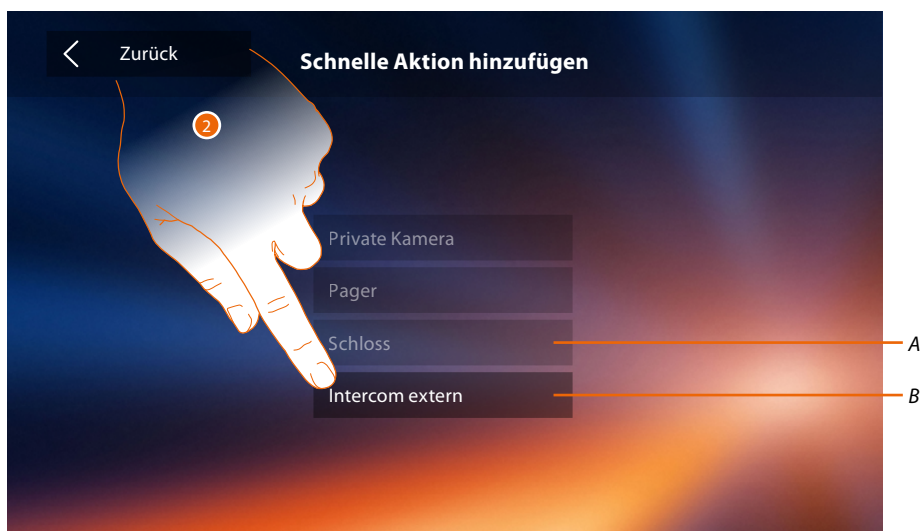 Zurück
Schnelle Aktion hinzufügen
2
Private Kamera
Pager
Schloss
A
Intercom extern
B